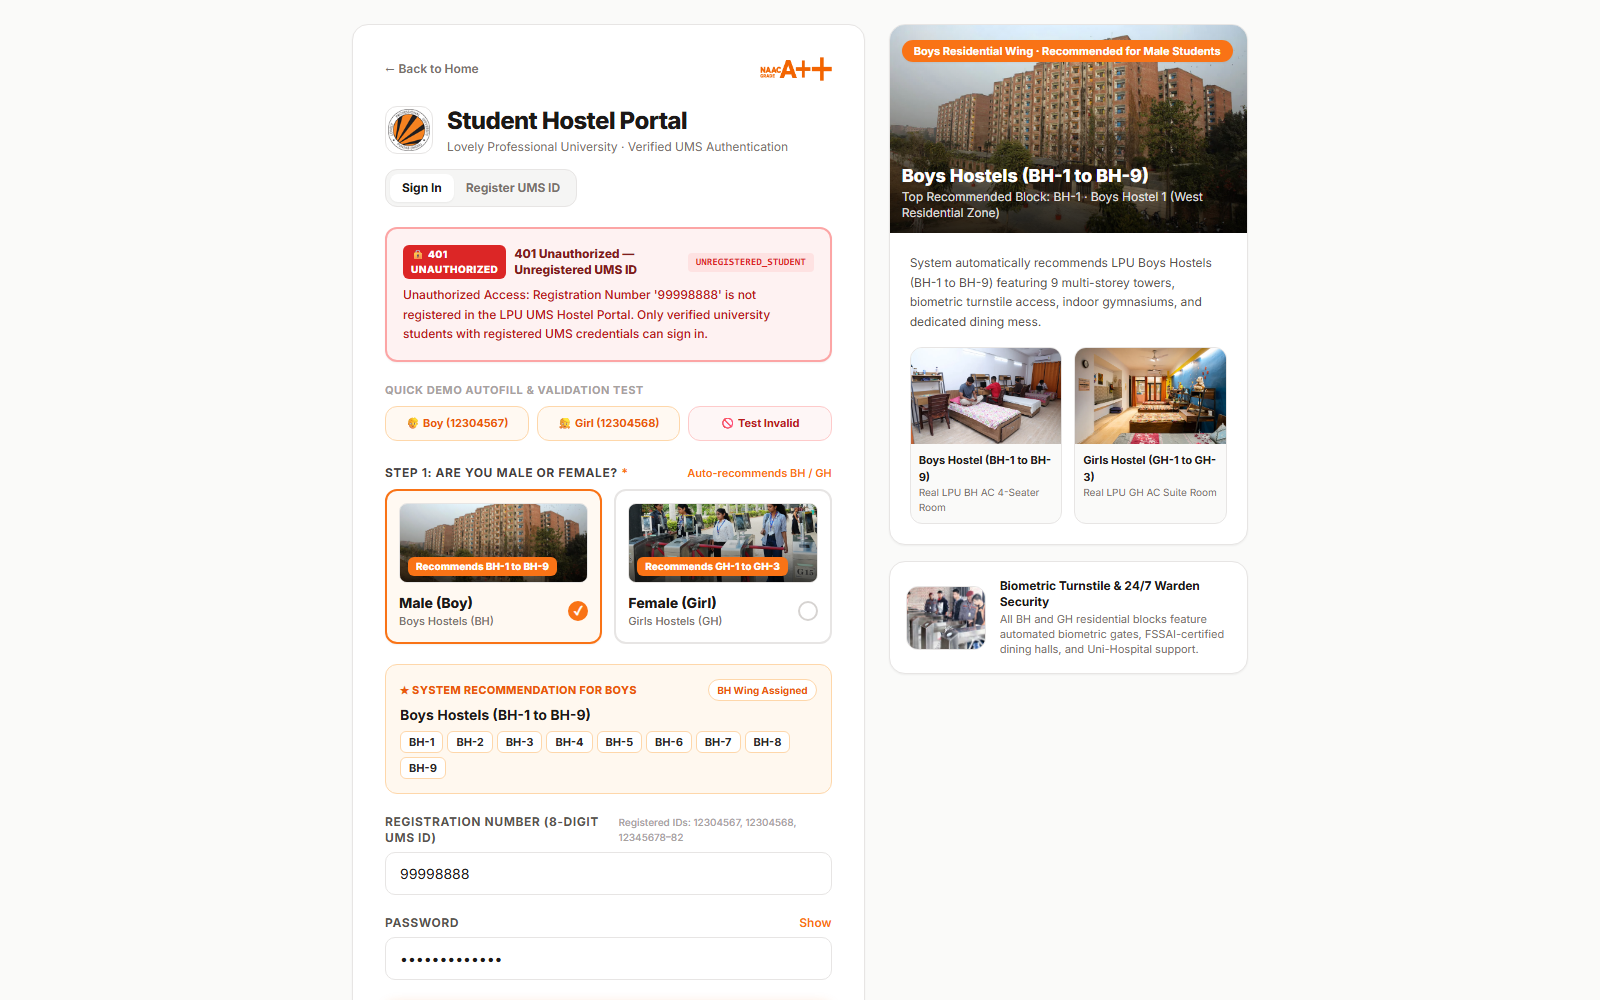 ← Back to Home
NAAC GRADE A++
Student Hostel Portal
Lovely Professional University · Verified UMS Authentication
Sign In
Register UMS ID
401 UNAUTHORIZED
401 Unauthorized —
Unregistered UMS ID
UNREGISTERED_STUDENT
Unauthorized Access: Registration Number '99998888' is not
registered in the LPU UMS Hostel Portal. Only verified university
students with registered UMS credentials can sign in.
QUICK DEMO AUTOFILL & VALIDATION TEST
Boy (12304567)
Girl (12304568)
Test Invalid
STEP 1: ARE YOU MALE OR FEMALE? *
Auto-recommends BH / GH
Recommends BH-1 to BH-9
Male (Boy)
Boys Hostels (BH)
G15
Recommends GH-1 to GH-3
Female (Girl)
Girls Hostels (GH)
★ SYSTEM RECOMMENDATION FOR BOYS
BH Wing Assigned
Boys Hostels (BH-1 to BH-9)
BH-1
BH-2
BH-3
BH-4
BH-5
BH-6
BH-7
BH-8
BH-9
REGISTRATION NUMBER (8-DIGIT
UMS ID)
Registered IDs: 12304567, 12304568,
12345678–82
99998888
PASSWORD
Show
•••••••••••••
Boys Residential Wing · Recommended for Male Students
Boys Hostels (BH-1 to BH-9)
Top Recommended Block: BH-1 · Boys Hostel 1 (West
Residential Zone)
System automatically recommends LPU Boys Hostels
(BH-1 to BH-9) featuring 9 multi-storey towers,
biometric turnstile access, indoor gymnasiums, and
dedicated dining mess.
Boys Hostel (BH-1 to BH-
9)
Real LPU BH AC 4-Seater
Room
Girls Hostel (GH-1 to GH-
3)
Real LPU GH AC Suite Room
Biometric Turnstile & 24/7 Warden
Security
All BH and GH residential blocks feature
automated biometric gates, FSSAI-certified
dining halls, and Uni-Hospital support.